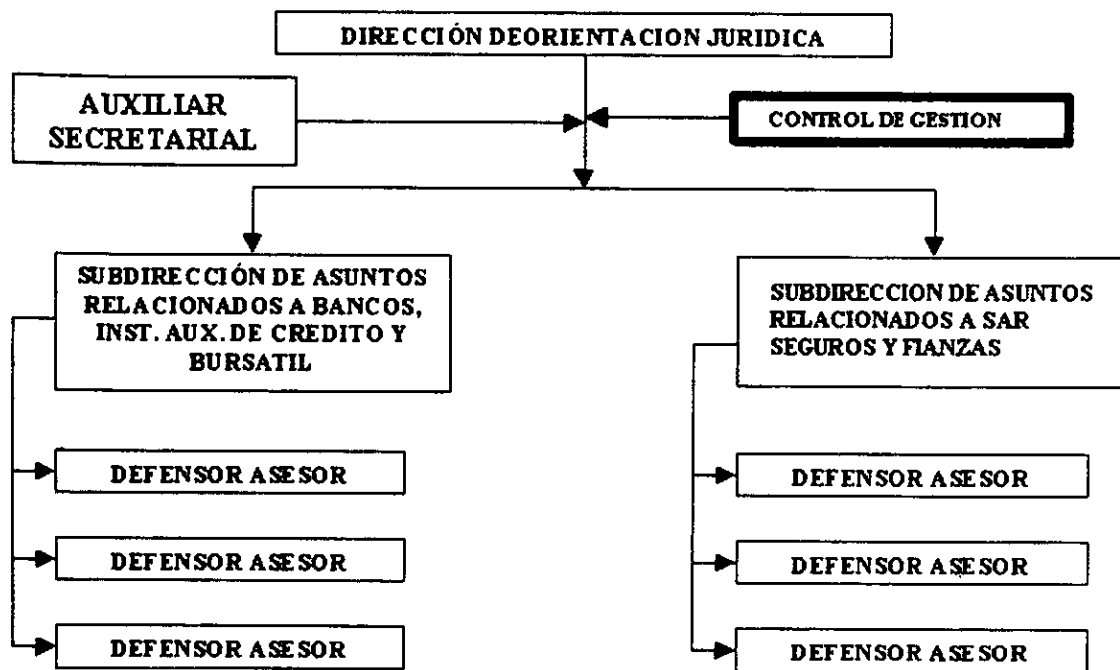 DIRECCIÓN DEORIENTACION JURIDICA
AUXILIAR
SECRETARIAL
CONTROL DE GESTION
SUBDIRECCIÓN DE ASUNTOS
RELACIONADOS A BANCOS,
INST. AUX. DE CREDITO Y
BURSATIL
SUBDIRECCION DE ASUNTOS
RELACIONADOS A SAR
SEGUROS Y FIANZAS
DEFENSOR ASESOR
DEFENSOR ASESOR
DEFENSOR ASESOR
DEFENSOR ASESOR
DEFENSOR ASESOR
DEFENSOR ASESOR